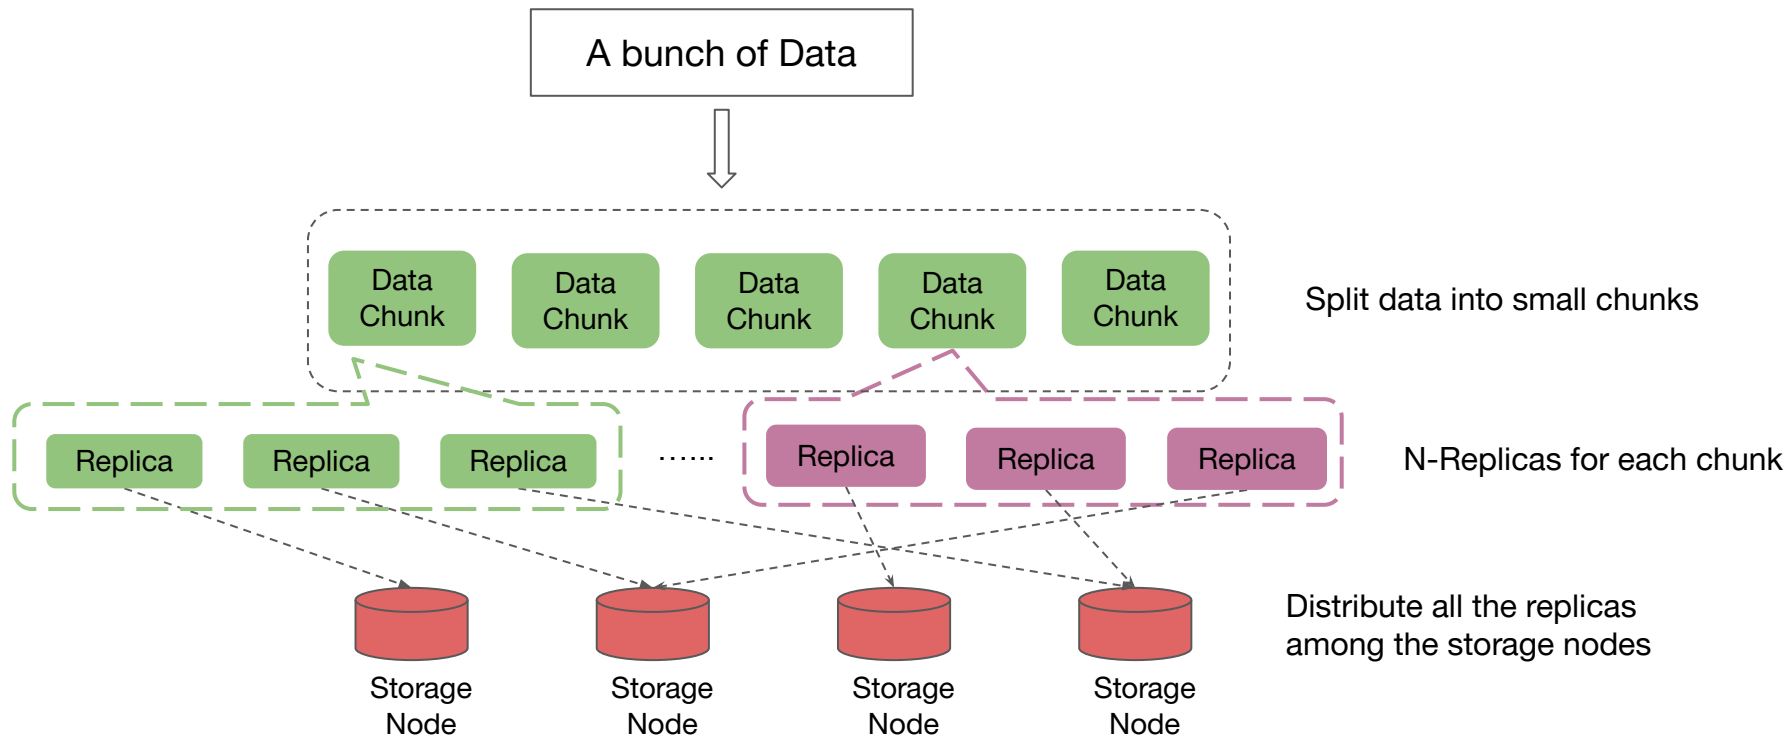 A bunch of Data
Data
Chunk
Data
Chunk
Data
Chunk
Data
Chunk
Data
Chunk
Split data into small chunks
Replica
Replica
Replica
......
Replica
Replica
Replica
N-Replicas for each chunk
Distribute all the replicas
among the storage nodes
Storage
Node
Storage
Node
Storage
Node
Storage
Node